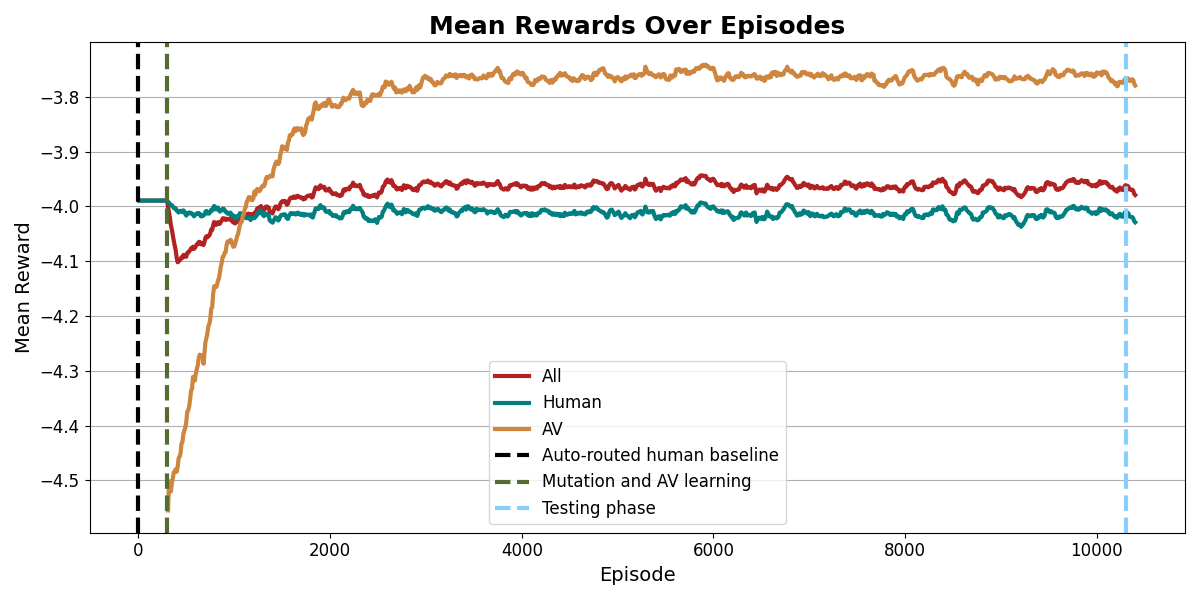 Mean Rewards Over Episodes
Mean Reward
−3.8
−3.9
−4.0
−4.1
−4.2
−4.3
−4.4
−4.5
All
Human
AV
Auto-routed human baseline
Mutation and AV learning
Testing phase
0 2000 4000 6000 8000 10000
Episode